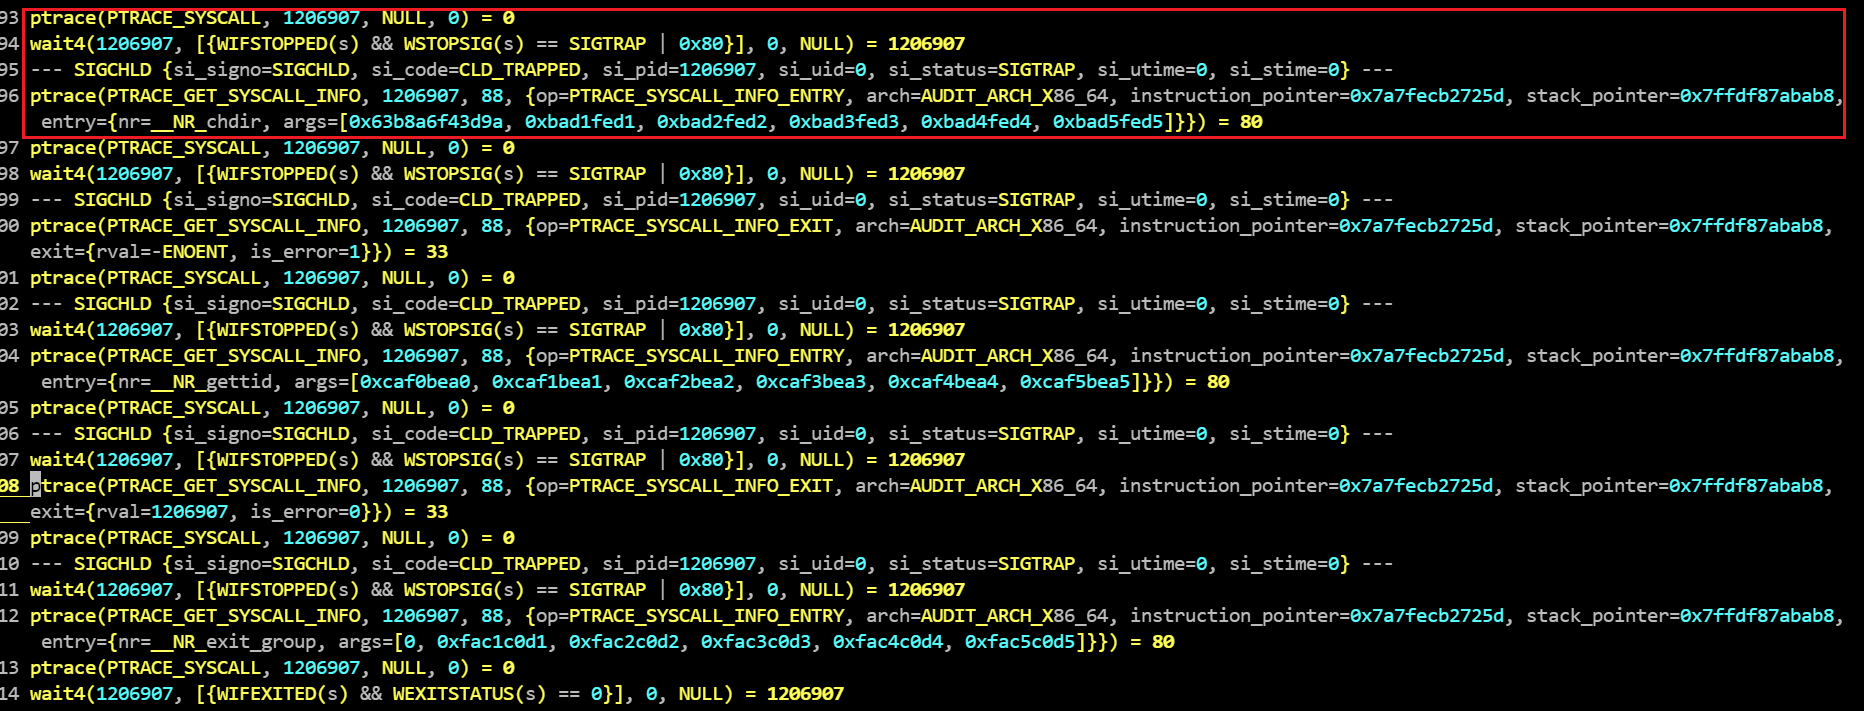 93 ptrace(PTRACE_SYSCALL, 1206907, NULL, 0) = 0
94 wait4(1206907, [{WIFSTOPPED(s) && WSTOPSIG(s) == SIGTRAP | 0x80}], 0, NULL) = 1206907
95 --- SIGCHLD {si_signo=SIGCHLD, si_code=CLD_TRAPPED, si_pid=1206907, si_uid=0, si_status=SIGTRAP, si_utime=0, si_stime=0} ---
96 ptrace(PTRACE_GET_SYSCALL_INFO, 1206907, 88, {op=PTRACE_SYSCALL_INFO_ENTRY, arch=AUDIT_ARCH_X86_64, instruction_pointer=0x7a7fecb2725d, stack_pointer=0x7ffdf87abab8,
entry={nr=__NR_chdir, args=[0x63b8a6f43d9a, 0xbad1fed1, 0xbad2fed2, 0xbad3fed3, 0xbad4fed4, 0xbad5fed5]}}) = 80
97 ptrace(PTRACE_SYSCALL, 1206907, NULL, 0) = 0
98 wait4(1206907, [{WIFSTOPPED(s) && WSTOPSIG(s) == SIGTRAP | 0x80}], 0, NULL) = 1206907
99 --- SIGCHLD {si_signo=SIGCHLD, si_code=CLD_TRAPPED, si_pid=1206907, si_uid=0, si_status=SIGTRAP, si_utime=0, si_stime=0} ---
00 ptrace(PTRACE_GET_SYSCALL_INFO, 1206907, 88, {op=PTRACE_SYSCALL_INFO_EXIT, arch=AUDIT_ARCH_X86_64, instruction_pointer=0x7a7fecb2725d, stack_pointer=0x7ffdf87abab8,
exit={rval=-ENOENT, is_error=1}}) = 33
01 ptrace(PTRACE_SYSCALL, 1206907, NULL, 0) = 0
02 --- SIGCHLD {si_signo=SIGCHLD, si_code=CLD_TRAPPED, si_pid=1206907, si_uid=0, si_status=SIGTRAP, si_utime=0, si_stime=0} ---
03 wait4(1206907, [{WIFSTOPPED(s) && WSTOPSIG(s) == SIGTRAP | 0x80}], 0, NULL) = 1206907
04 ptrace(PTRACE_GET_SYSCALL_INFO, 1206907, 88, {op=PTRACE_SYSCALL_INFO_ENTRY, arch=AUDIT_ARCH_X86_64, instruction_pointer=0x7a7fecb2725d, stack_pointer=0x7ffdf87abab8,
entry={nr=__NR_gettid, args=[0xcaf0bea0, 0xcaf1bea1, 0xcaf2bea2, 0xcaf3bea3, 0xcaf4bea4, 0xcaf5bea5]}}) = 80
05 ptrace(PTRACE_SYSCALL, 1206907, NULL, 0) = 0
06 --- SIGCHLD {si_signo=SIGCHLD, si_code=CLD_TRAPPED, si_pid=1206907, si_uid=0, si_status=SIGTRAP, si_utime=0, si_stime=0} ---
07 wait4(1206907, [{WIFSTOPPED(s) && WSTOPSIG(s) == SIGTRAP | 0x80}], 0, NULL) = 1206907
08 ptrace(PTRACE_GET_SYSCALL_INFO, 1206907, 88, {op=PTRACE_SYSCALL_INFO_EXIT, arch=AUDIT_ARCH_X86_64, instruction_pointer=0x7a7fecb2725d, stack_pointer=0x7ffdf87abab8,
exit={rval=1206907, is_error=0}}) = 33
09 ptrace(PTRACE_SYSCALL, 1206907, NULL, 0) = 0
10 --- SIGCHLD {si_signo=SIGCHLD, si_code=CLD_TRAPPED, si_pid=1206907, si_uid=0, si_status=SIGTRAP, si_utime=0, si_stime=0} ---
11 wait4(1206907, [{WIFSTOPPED(s) && WSTOPSIG(s) == SIGTRAP | 0x80}], 0, NULL) = 1206907
12 ptrace(PTRACE_GET_SYSCALL_INFO, 1206907, 88, {op=PTRACE_SYSCALL_INFO_ENTRY, arch=AUDIT_ARCH_X86_64, instruction_pointer=0x7a7fecb2725d, stack_pointer=0x7ffdf87abab8,
entry={nr=__NR_exit_group, args=[0, 0xfac1c0d1, 0xfac2c0d2, 0xfac3c0d3, 0xfac4c0d4, 0xfac5c0d5]}}) = 80
13 ptrace(PTRACE_SYSCALL, 1206907, NULL, 0) = 0
14 wait4(1206907, [{WIFEXITED(s) && WEXITSTATUS(s) == 0}], 0, NULL) = 1206907